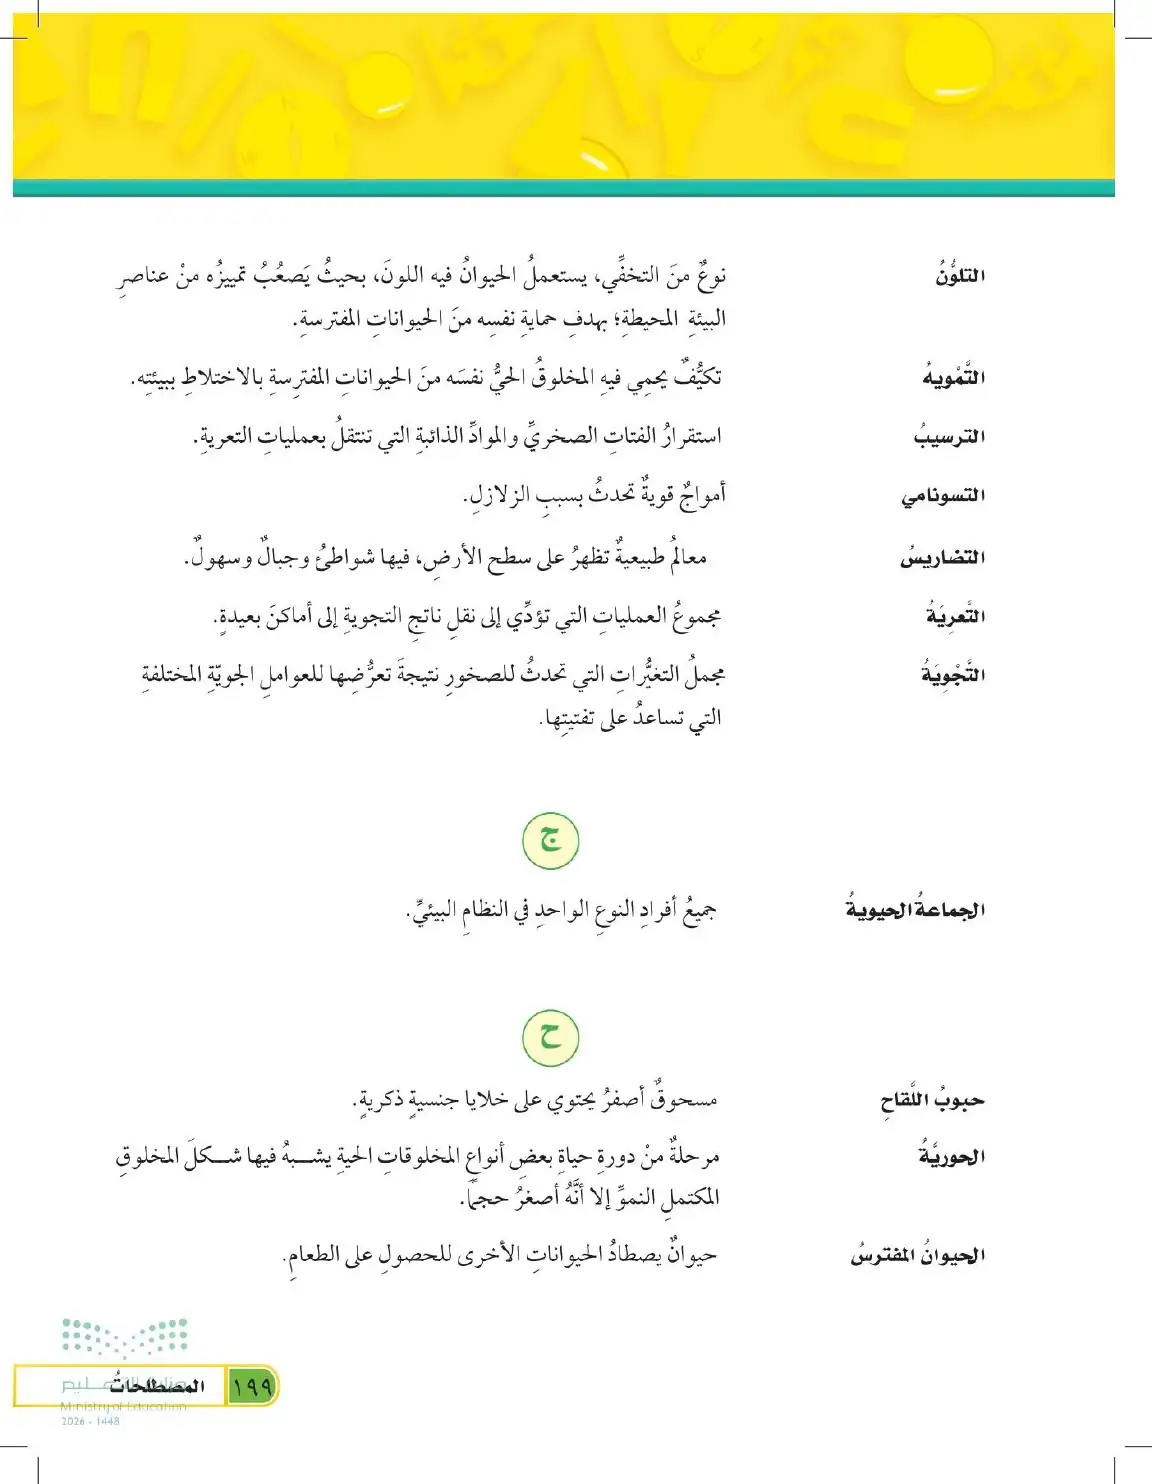 التلوُّنُ نوعٌ منَ التخفِّي، يستعملُ الحيوانُ فيه اللونَ، بحيثُ يَصعُبُ تمييزُه منْ عناصرِ
البيئةِ المحيطةِ؛ بهدفِ حمايةِ نفسِه منَ الحيواناتِ المفترسةِ.
التَّمْويهُ تكيُّفٌ يحمِي فيهِ المخلوقُ الحيُّ نفسَه منَ الحيواناتِ المفترِسةِ بالاختلاطِ ببيئتِه.
الترسيبُ استقرارُ الفتاتِ الصخريِّ والموادِّ الذائبةِ التي تنتقلُ بعملياتِ التعريةِ.
التسونامي أمواجٌ قويةٌ تحدثُ بسببِ الزلازلِ.
التضاريسُ معالمُ طبيعيةٌ تظهرُ على سطحِ الأرضِ، فيها شواطئُ وجبالٌ وسهولٌ.
التَّعرِيَةُ مجموعُ العملياتِ التي تؤدِّي إلى نقلِ ناتجِ التجويةِ إلى أماكنَ بعيدةٍ.
التَّجْوِيَةُ مجملُ التغيُّراتِ التي تحدثُ للصخورِ نتيجةَ تعرُّضِها للعواملِ الجويّةِ المختلفةِ
التي تساعدُ على تفتيتِها.
ج
الجماعةُ الحيويةُ جميعُ أفرادِ النوعِ الواحدِ في النظامِ البيئيِّ.
ح
حبوبُ اللَّقاحِ مسحوقٌ أصفرُ يحتوي على خلايا جنسيةٍ ذكريةٍ.
الحوريَّةُ مرحلةٌ منْ دورةِ حياةِ بعضِ أنواعِ المخلوقاتِ الحيةِ يشـبهُ فيها شـكلَ المخلوقِ
المكتملِ النموِّ إلا أنَّهُ أصغرُ حجمًا.
الحيوانُ المفترسُ حيوانٌ يصطادُ الحيواناتِ الأخرى للحصولِ على الطعامِ.
وزارة التعليم
المصطلحاتُ ١٩٩
Ministry of Education
2026 - 1448